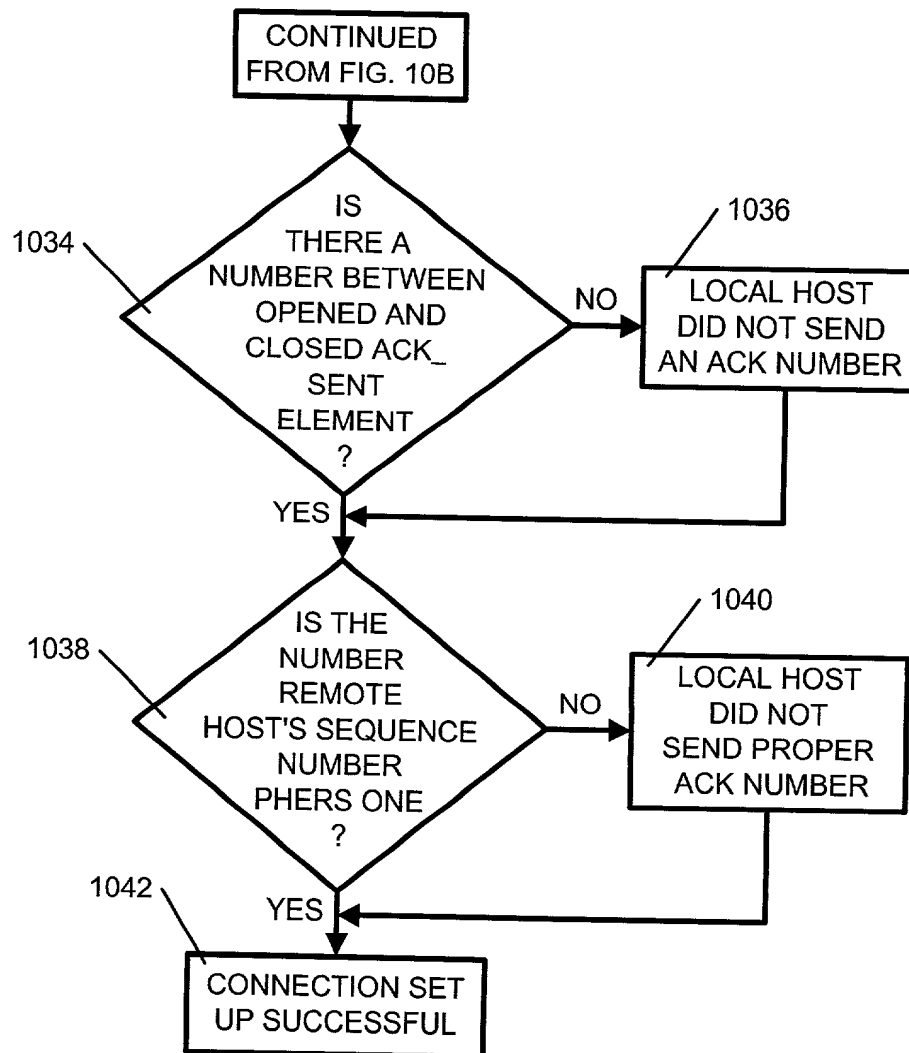 CONTINUED
FROM FIG. 10B
1034
IS
THERE A
NUMBER BETWEEN
OPENED AND
CLOSED ACK_
SENT
ELEMENT
?
NO
1036
LOCAL HOST
DID NOT SEND
AN ACK NUMBER
YES
1038
IS THE
NUMBER
REMOTE
HOST'S SEQUENCE
NUMBER
PHERS ONE
?
NO
1040
LOCAL HOST
DID NOT
SEND PROPER
ACK NUMBER
YES
1042
CONNECTION SET
UP SUCCESSFUL